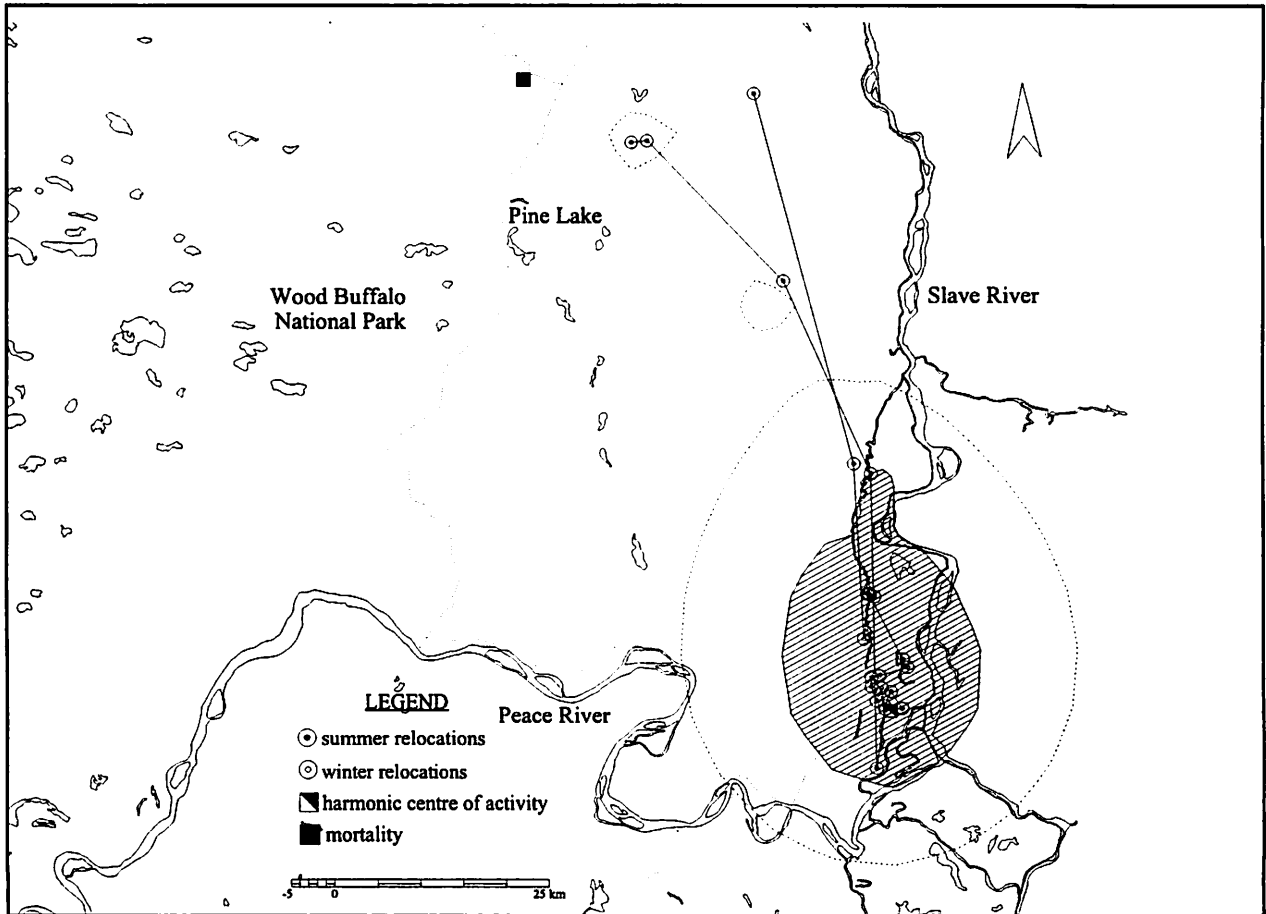 Pine Lake
Wood Buffalo
National Park
Slave River
LEGEND
Peace River
summer relocations
winter relocations
harmonic centre of activity
mortality
-5 0 25 km